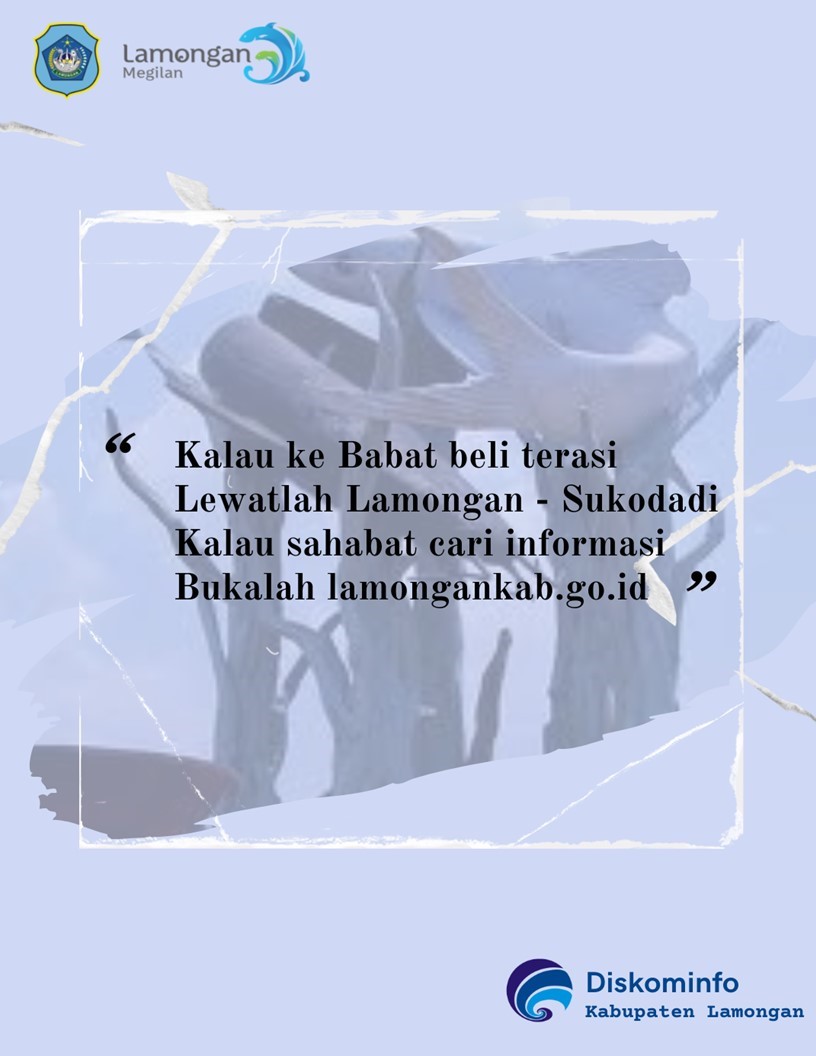 Lamongan
Megilan
“ Kalau ke Babat beli terasi
Lewatlah Lamongan - Sukodadi
Kalau sahabat cari informasi
Bukalah lamongankab.go.id ”
Diskominfo
Kabupaten Lamongan